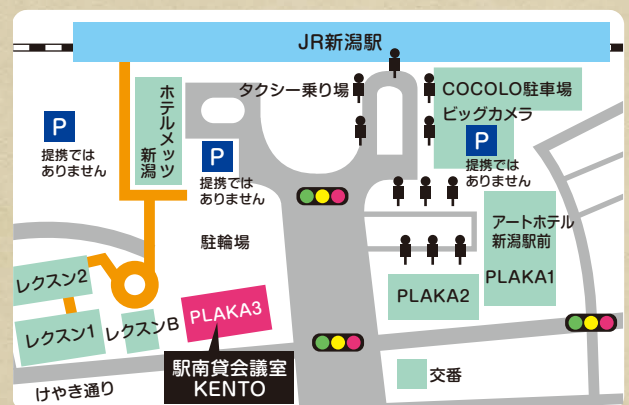 JR新潟駅
タクシー乗り場
COCOLO駐車場
ビッグカメラ
ホテルメッツ
新潟
P
提携では
ありません
P
提携では
ありません
P
提携では
ありません
駐輪場
アートホテル
新潟駅前
PLAKA1
PLAKA2
レクスン2
レクスン1
レクスンB
PLAKA3
駅南貸会議室
KENTO
けやき通り
交番